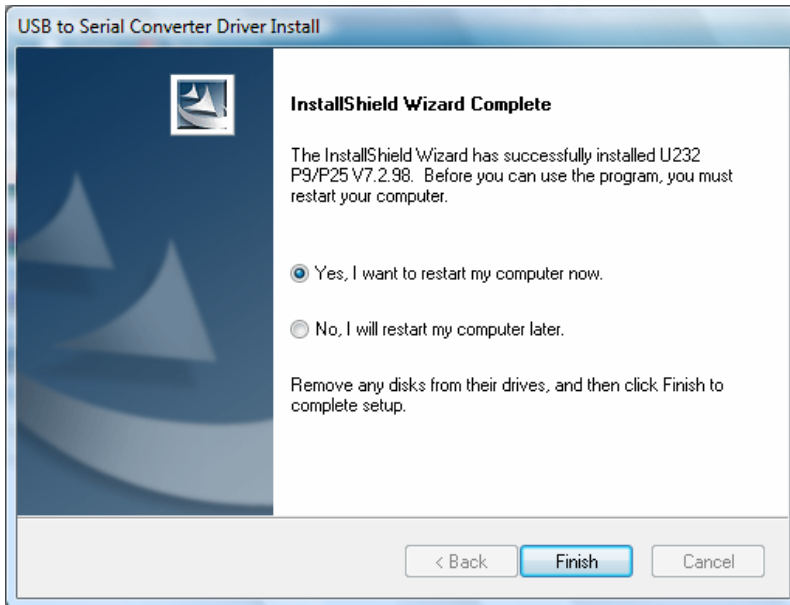 USB to Serial Converter Driver Install
InstallShield Wizard Complete
The InstallShield Wizard has successfully installed U232
P9/P25 V7.2.98.  Before you can use the program, you must
restart your computer.
Yes, I want to restart my computer now.
No, I will restart my computer later.
Remove any disks from their drives, and then click Finish to
complete setup.
< Back Finish Cancel